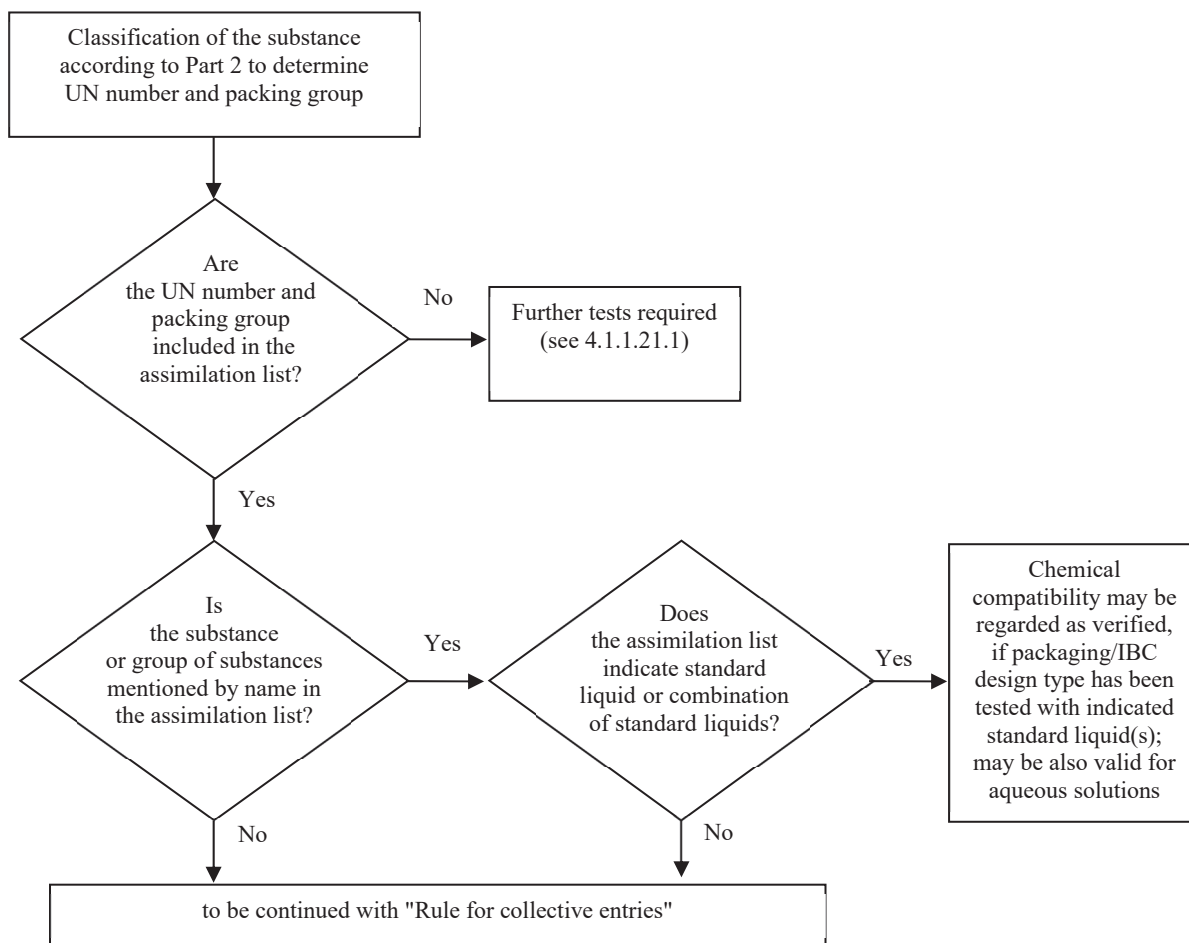 Classification of the substance
according to Part 2 to determine
UN number and packing group
Are
the UN number and
packing group
included in the
assimilation list?
No
Further tests required
(see 4.1.1.21.1)
Yes
Is
the substance
or group of substances
mentioned by name in
the assimilation list?
Yes
Does
the assimilation list
indicate standard
liquid or combination
of standard liquids?
Yes
Chemical
compatibility may be
regarded as verified,
if packaging/IBC
design type has been
tested with indicated
standard liquid(s);
may be also valid for
aqueous solutions
No
No
to be continued with "Rule for collective entries"